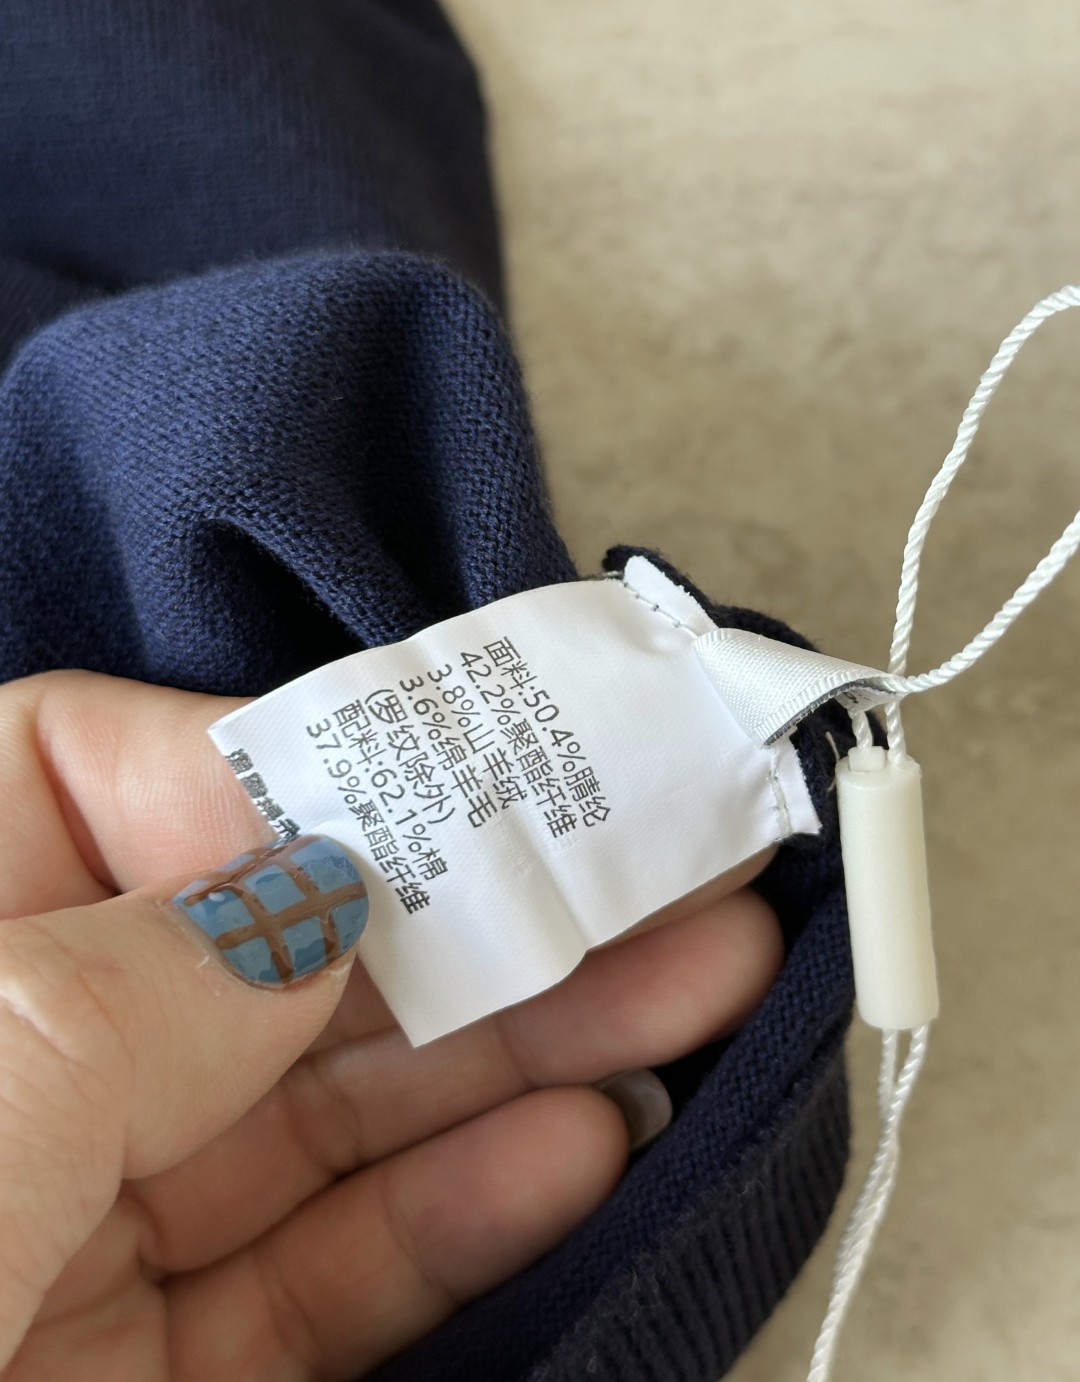 面料:50.4%腈纶
42.2%聚酯纤维
3.8%山羊绒
3.6%绵羊毛
(罗纹除外)
配料:62.1%棉
37.9%聚酯纤维